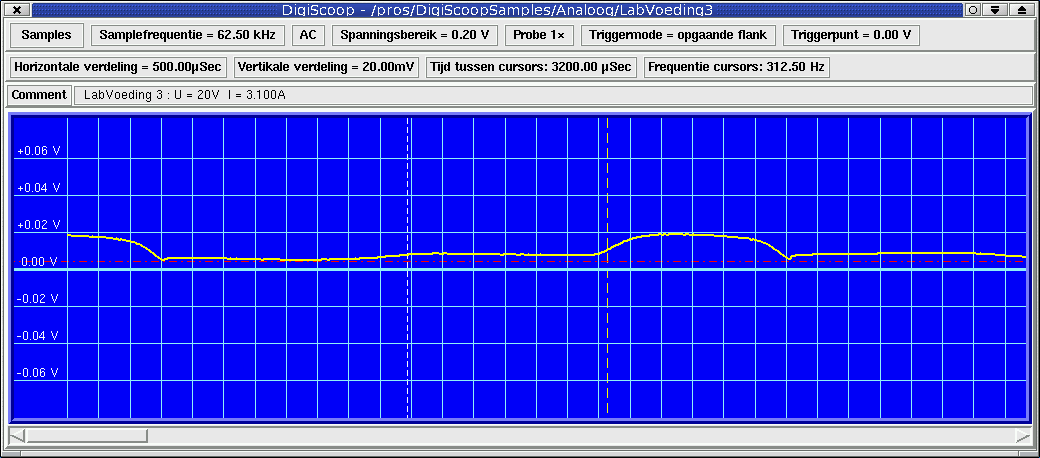 DigiScoop - /pros/DigiScoopSamples/Analoog/LabVoeding3
Samples Samplefrequentie = 62.50 kHz AC Spanningsbereik = 0.20 V Probe 1× Triggermode = opgaande flank Triggerpunt = 0.00 V
Horizontale verdeling = 500.00µSec Vertikale verdeling = 20.00mV Tijd tussen cursors: 3200.00 µSec Frequentie cursors: 312.50 Hz
Comment LabVoeding 3 : U = 20V I = 3.100A
+0.06 V
+0.04 V
+0.02 V
0.00 V
-0.02 V
-0.04 V
-0.06 V